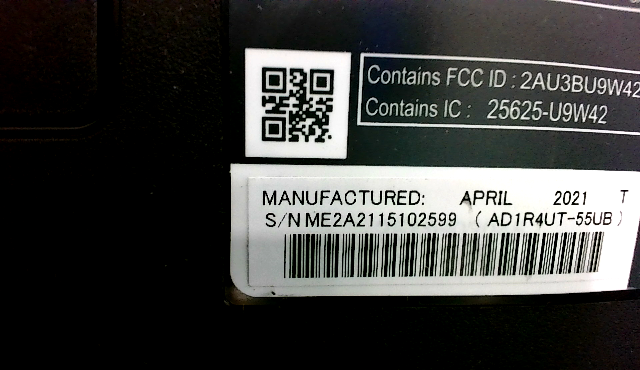 Contains FCC ID : 2AU3BU9W42
Contains IC : 25625-U9W42
MANUFACTURED: APRIL 2021 T
S/N ME2A2115102599 ( AD1R4UT-55UB )